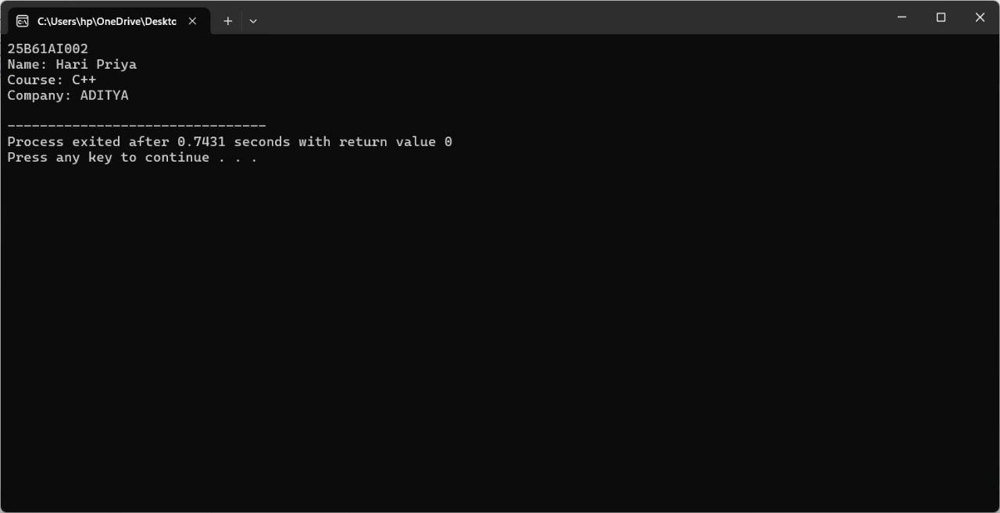 C:\Users\hp\OneDrive\Deskto
25B61AI002
Name: Hari Priya
Course: C++
Company: ADITYA
--------------------------------
Process exited after 0.7431 seconds with return value 0
Press any key to continue . . .